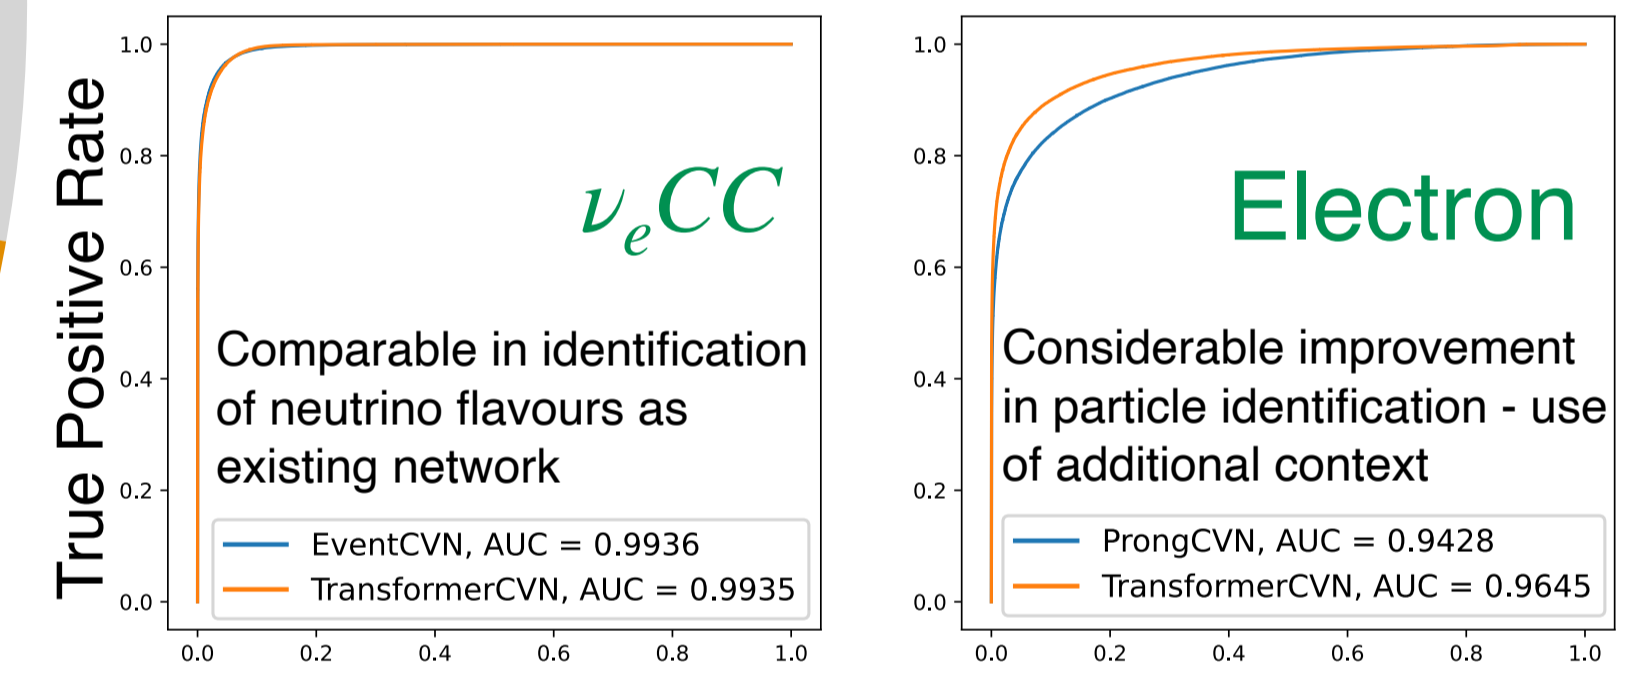 True Positive Rate
1.0
0.8
0.6
0.4
0.2
0.0
ν_eCC
Comparable in identification
of neutrino flavours as
existing network
EventCVN, AUC = 0.9936
TransformerCVN, AUC = 0.9935
0.0 0.2 0.4 0.6 0.8 1.0
1.0
0.8
0.6
0.4
0.2
0.0
Electron
Considerable improvement
in particle identification - use
of additional context
ProngCVN, AUC = 0.9428
TransformerCVN, AUC = 0.9645
0.0 0.2 0.4 0.6 0.8 1.0